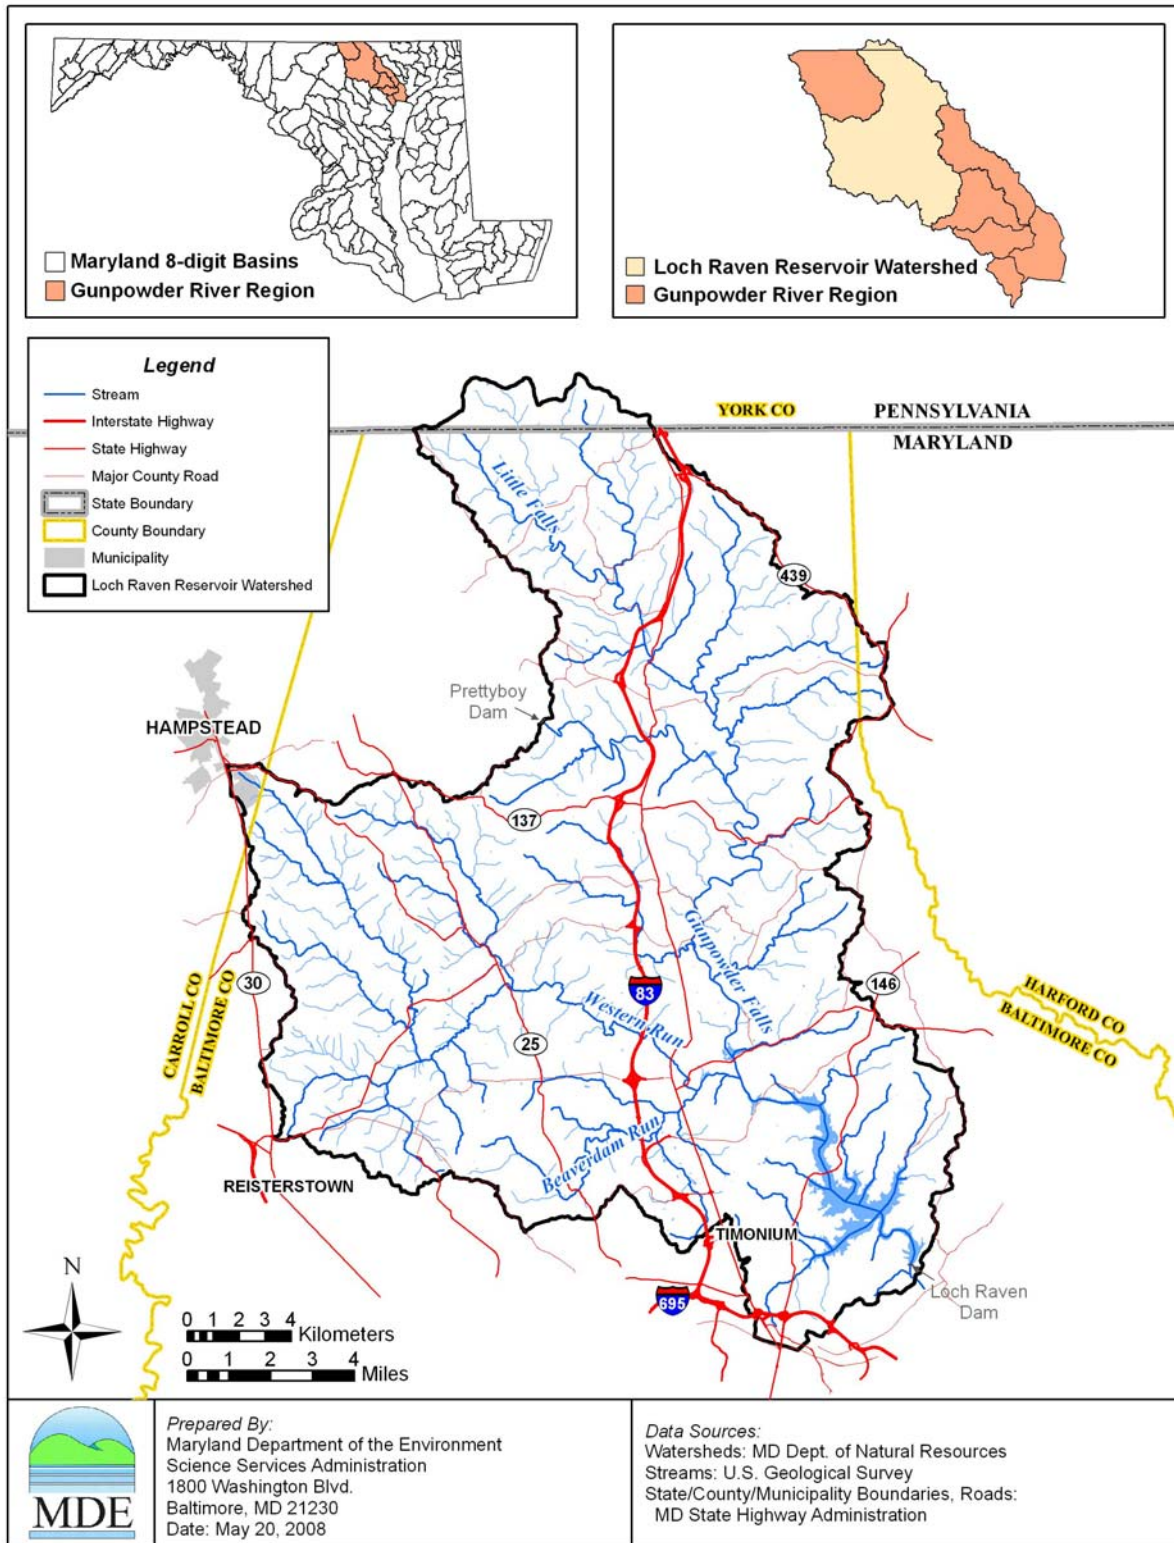 Maryland 8-digit Basins
Gunpowder River Region
Loch Raven Reservoir Watershed
Gunpowder River Region
Legend
Stream
Interstate Highway
State Highway
Major County Road
State Boundary
County Boundary
Municipality
Loch Raven Reservoir Watershed
YORK CO
PENNSYLVANIA
MARYLAND
Little Falls
439
Prettyboy
Dam
HAMPSTEAD
137
Gunpowder Falls
30
83
146
CARROLL CO
BALTIMORE CO
HARFORD CO
BALTIMORE CO
Western Run
25
Beaverdam Run
REISTERSTOWN
TIMONIUM
695
Loch Raven
Dam
N
0 1 2 3 4 Kilometers
0 1 2 3 4 Miles
MDE
Prepared By:
Maryland Department of the Environment
Science Services Administration
1800 Washington Blvd.
Baltimore, MD 21230
Date: May 20, 2008
Data Sources:
Watersheds: MD Dept. of Natural Resources
Streams: U.S. Geological Survey
State/County/Municipality Boundaries, Roads:
MD State Highway Administration